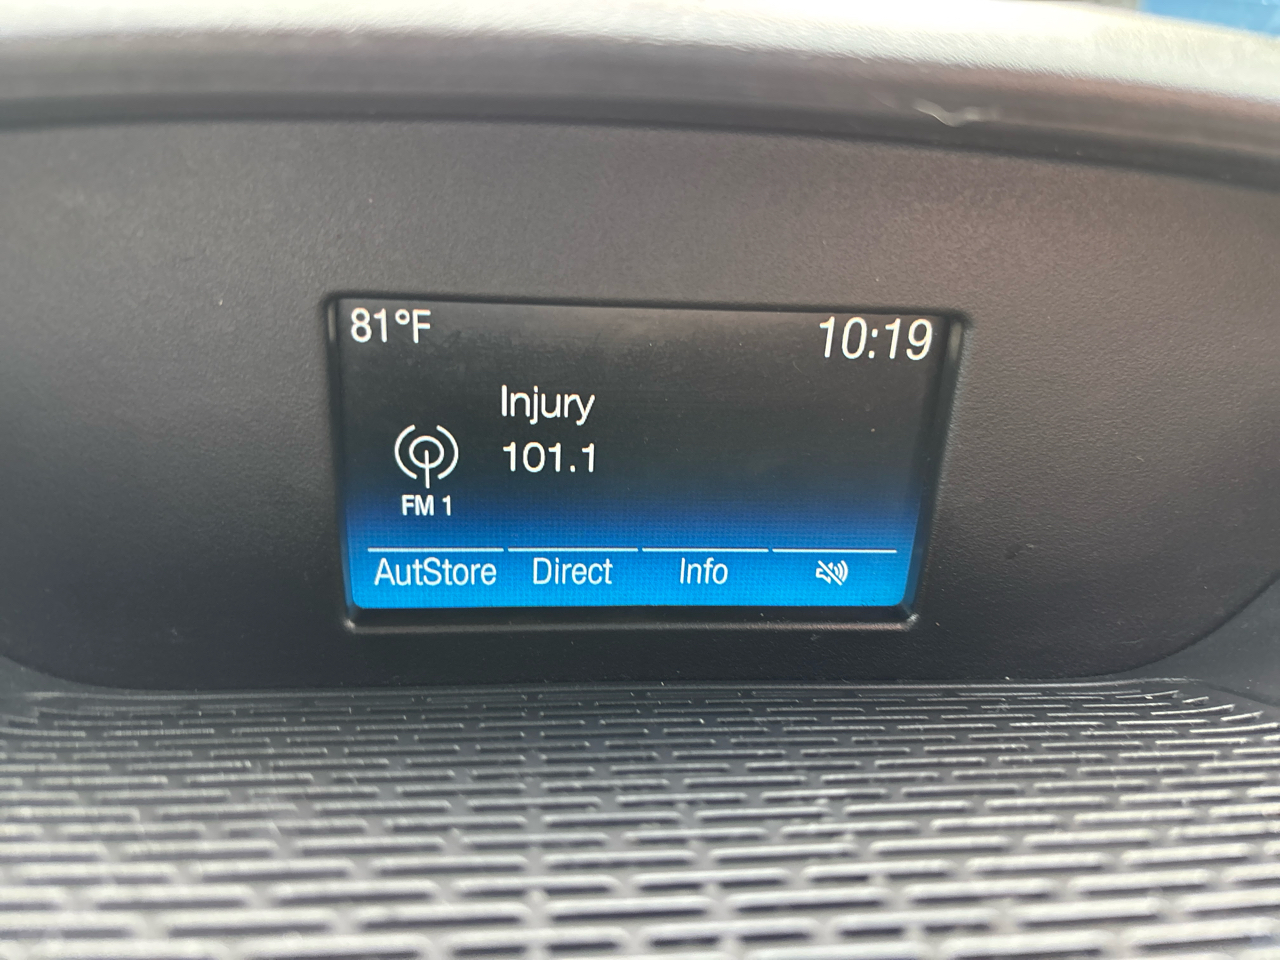 81°F 10:19
Injury
101.1
FM 1
AutStore Direct Info